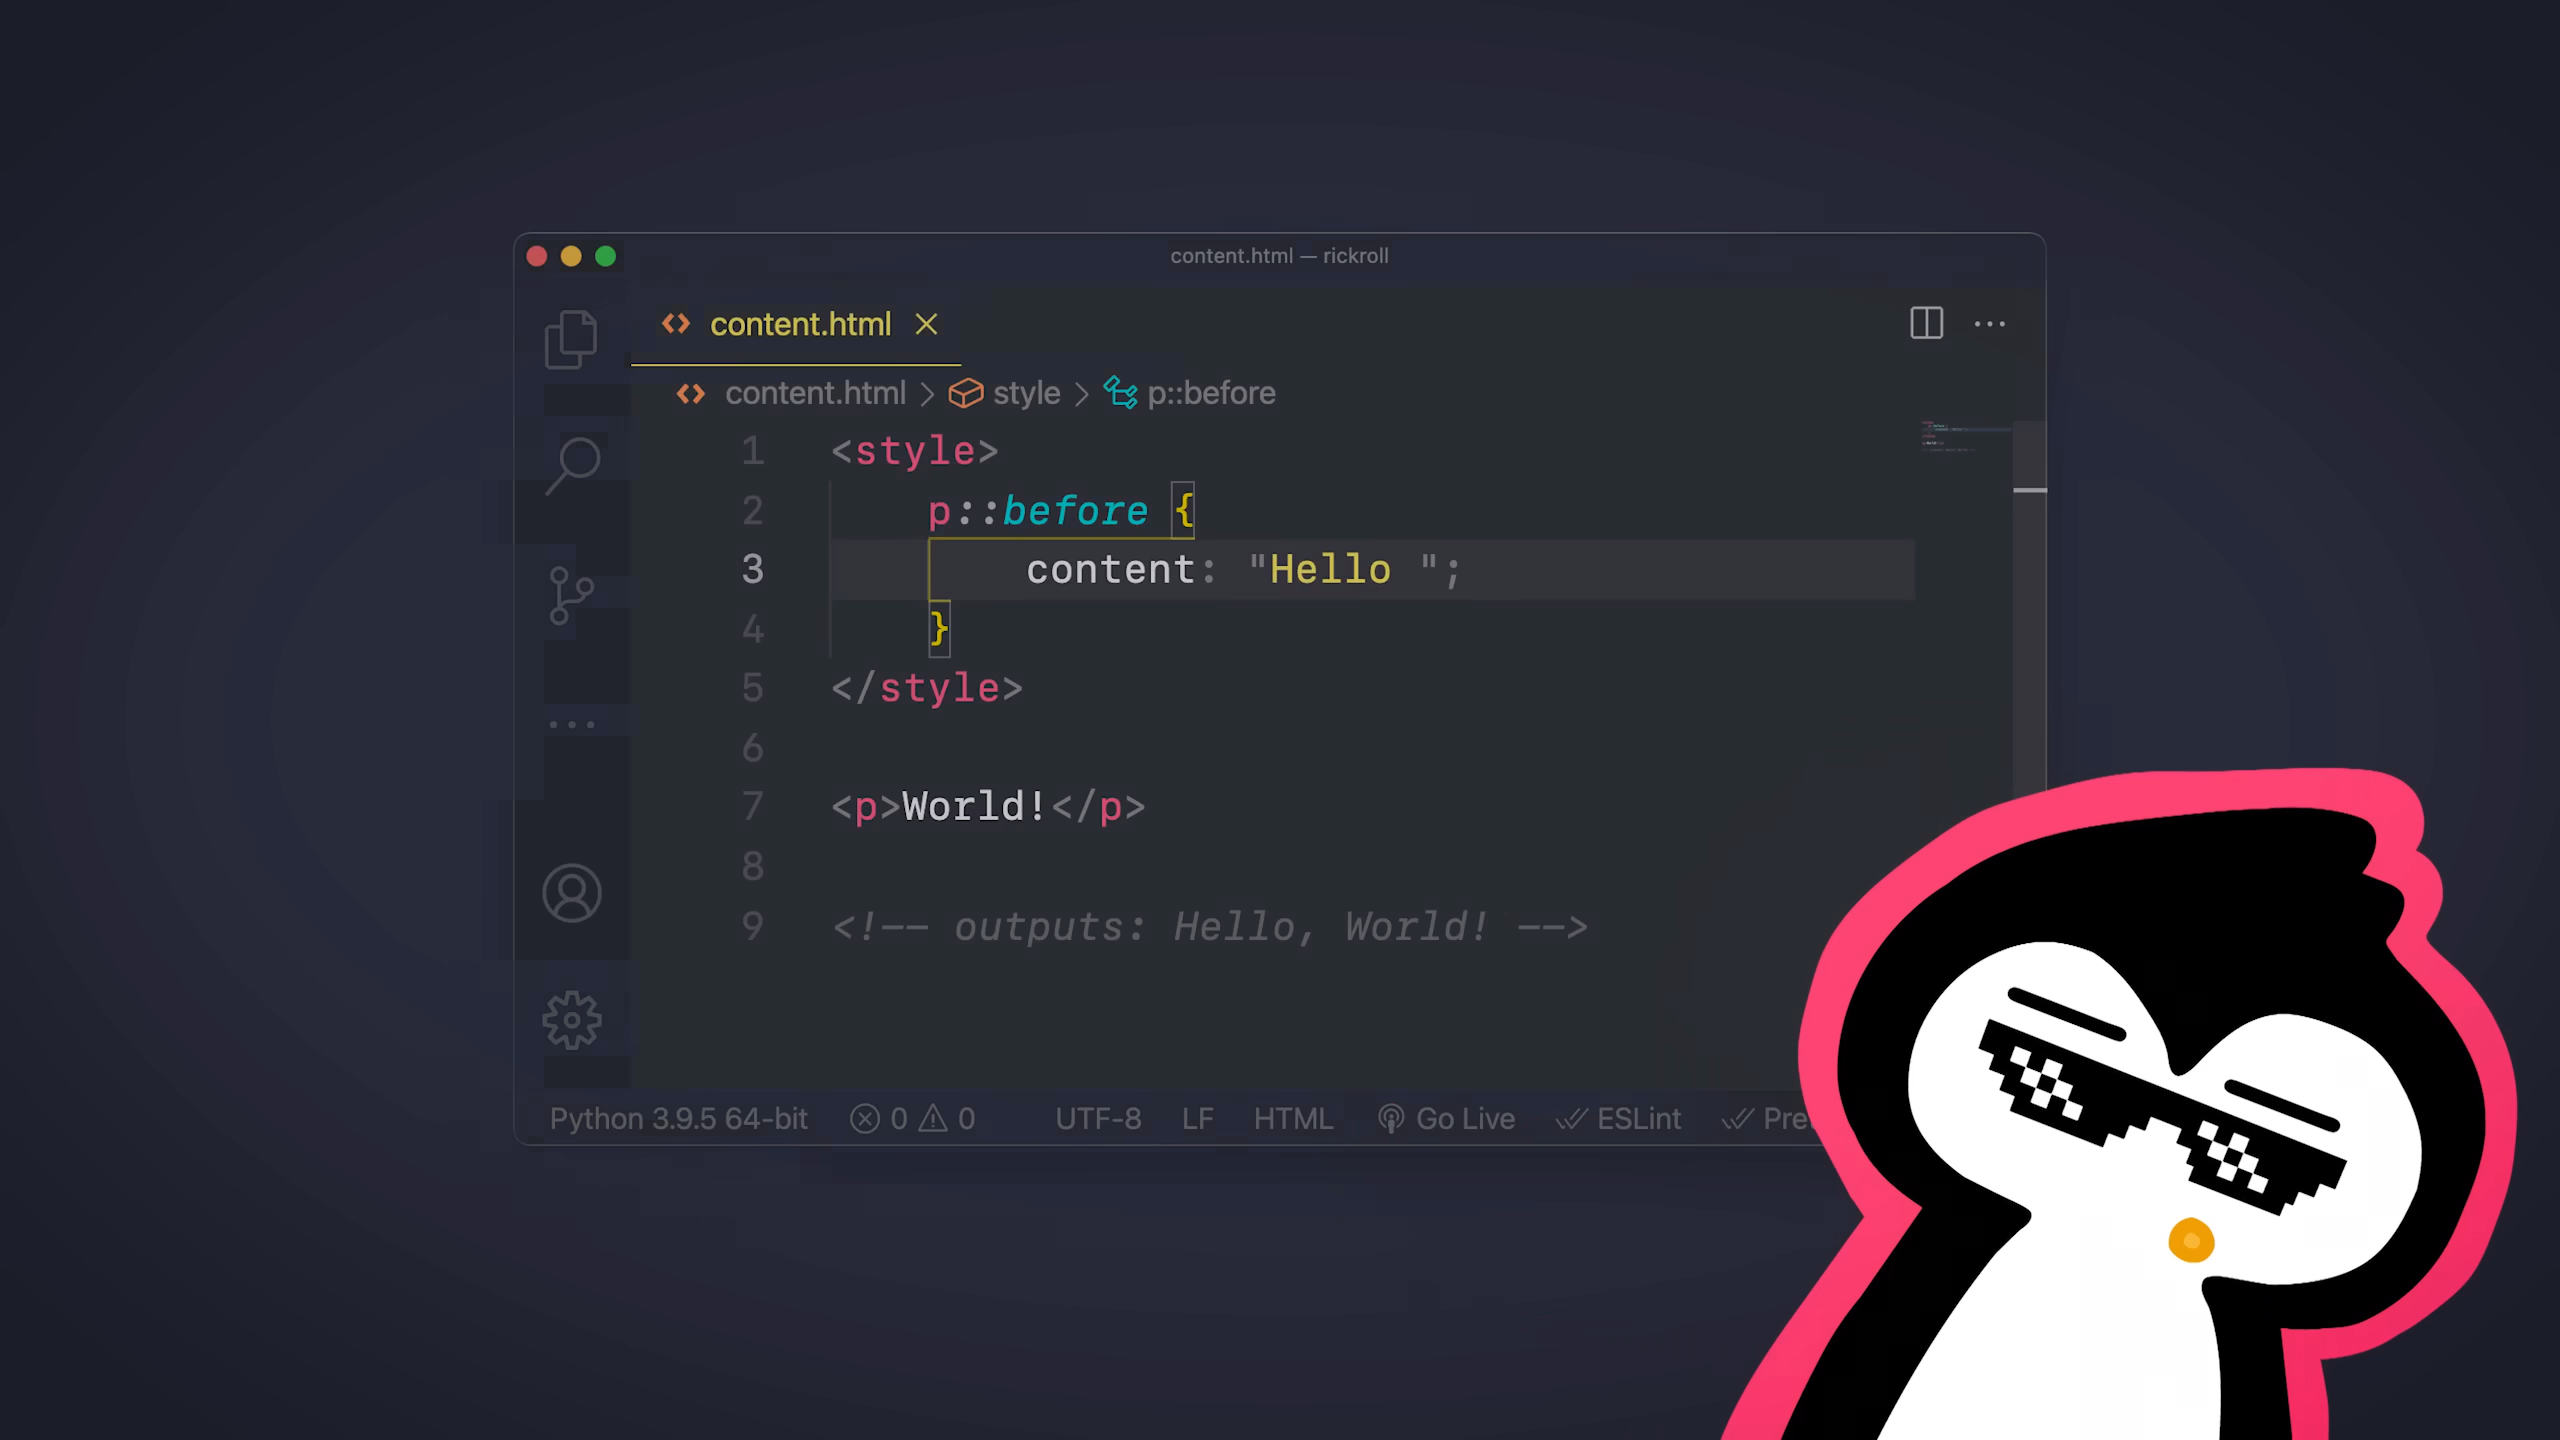 content.html — rickroll
content.html
content.html > style > p::before
1 <style>
2 p::before {
3 content: "Hello ";
4 }
5 </style>
6
7 <p>World!</p>
8
9 <!-- outputs: Hello, World! -->
Python 3.9.5 64-bit 0 0 UTF-8 LF HTML Go Live ESLint